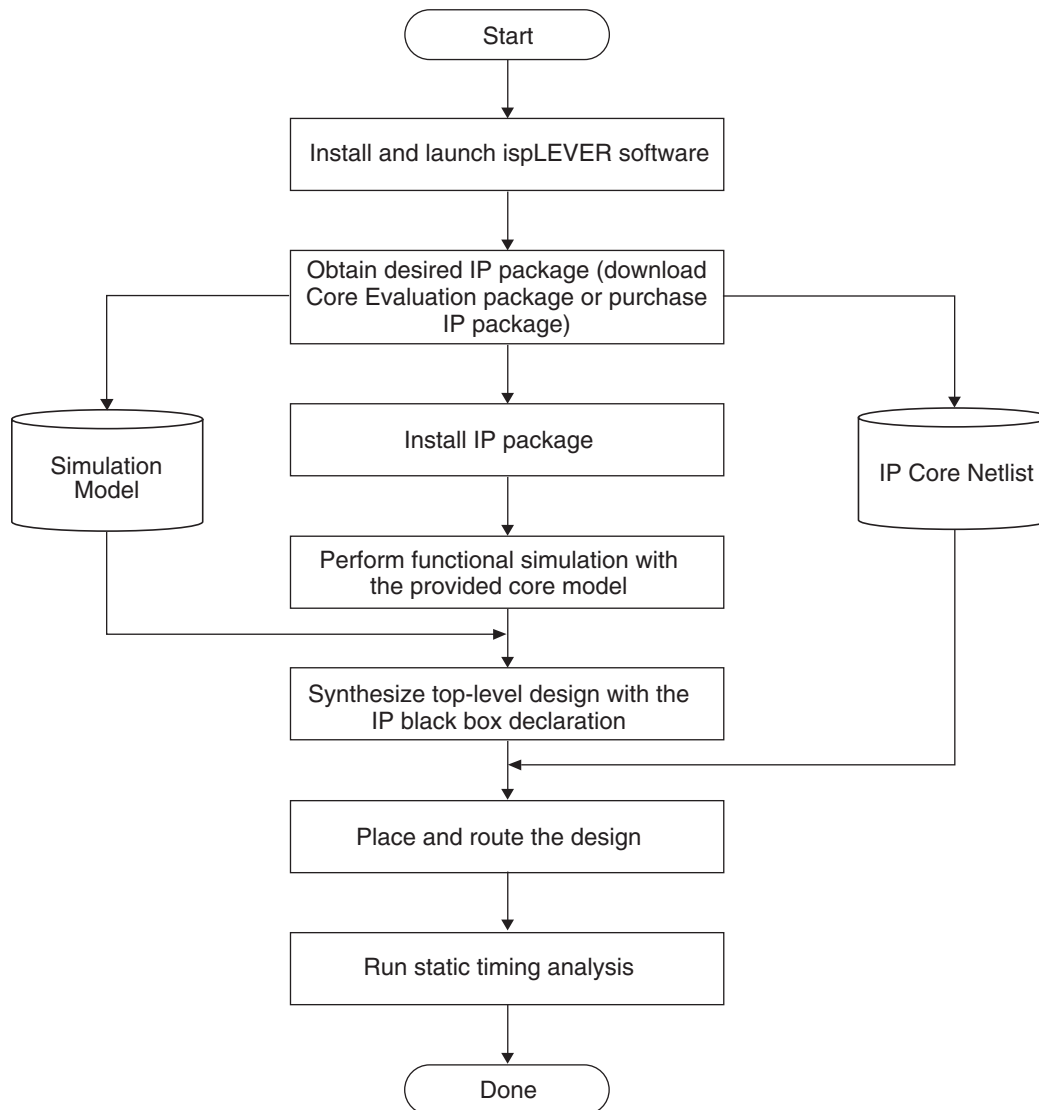 Start
Install and launch ispLEVER software
Obtain desired IP package (download
Core Evaluation package or purchase
IP package)
Simulation
Model
Install IP package
IP Core Netlist
Perform functional simulation with
the provided core model
Synthesize top-level design with the
IP black box declaration
Place and route the design
Run static timing analysis
Done